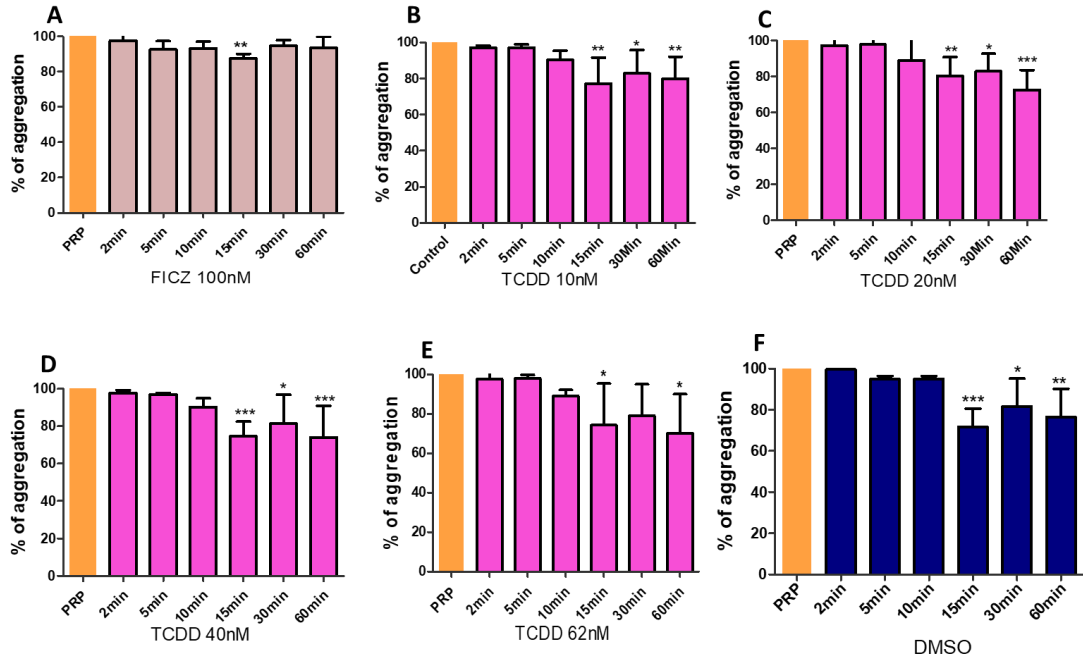 A
% of aggregation
100
80
60
40
20
0
**
PRP
2min
5min
10min
15min
30min
60min
FICZ 100nM
B
% of aggregation
100
80
60
40
20
0
**
*
**
Control
2min
5min
10min
15min
30Min
60Min
TCDD 10nM
C
% of aggregation
100
80
60
40
20
0
**
*
***
PRP
2min
5min
10min
15min
30Min
60Min
TCDD 20nM
D
% of aggregation
100
80
60
40
20
0
***
*
***
PRP
2min
5min
10min
15min
30min
60min
TCDD 40nM
E
% of aggregation
100
80
60
40
20
0
*
*
PRP
2min
5min
10min
15min
30min
60min
TCDD 62nM
F
% of aggregation
100
80
60
40
20
0
***
*
**
PRP
2min
5min
10min
15min
30min
60min
DMSO